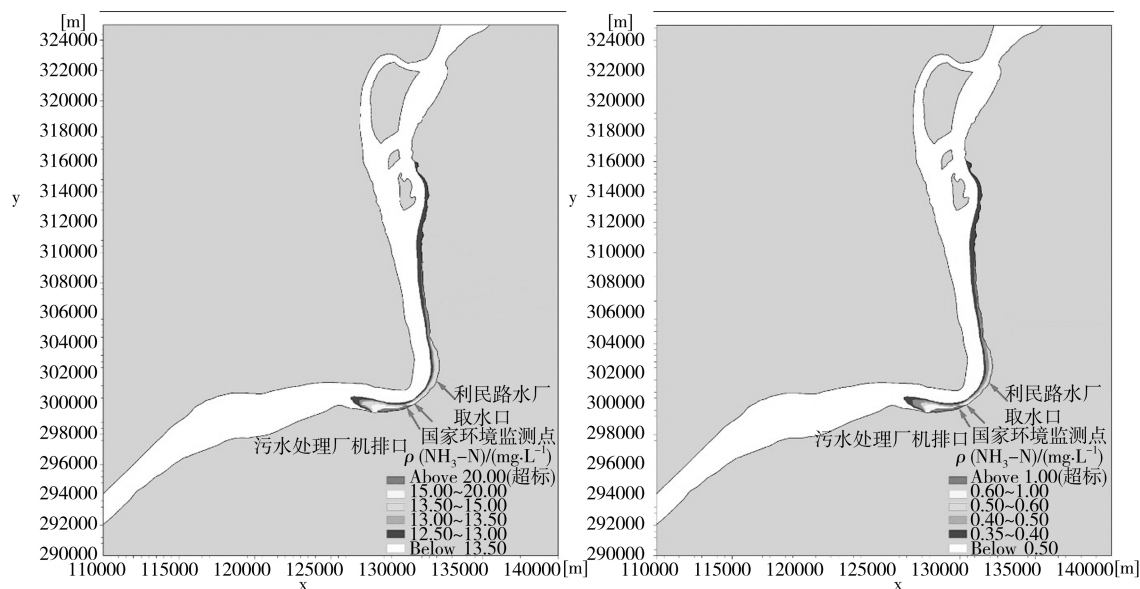 [m]
324000
322000
320000
318000
316000
y
314000
312000
310000
308000
306000
304000
302000
300000
298000
296000
294000
292000
290000
利民路水厂
取水口
国家环境监测点
污水处理厂机排口
ρ (NH₃-N)/(mg·L⁻¹)
Above 20.00(超标)
15.00~20.00
13.50~15.00
13.00~13.50
12.50~13.00
Below 13.50
110000 115000 120000 125000 130000 135000 140000[m]
x
[m]
324000
322000
320000
318000
316000
y
314000
312000
310000
308000
306000
304000
302000
300000
298000
296000
294000
292000
290000
利民路水厂
取水口
国家环境监测点
污水处理厂机排口
ρ (NH₃-N)/(mg·L⁻¹)
Above 1.00(超标)
0.60~1.00
0.50~0.60
0.40~0.50
0.35~0.40
Below 0.50
110000 115000 120000 125000 130000 135000 140000[m]
x